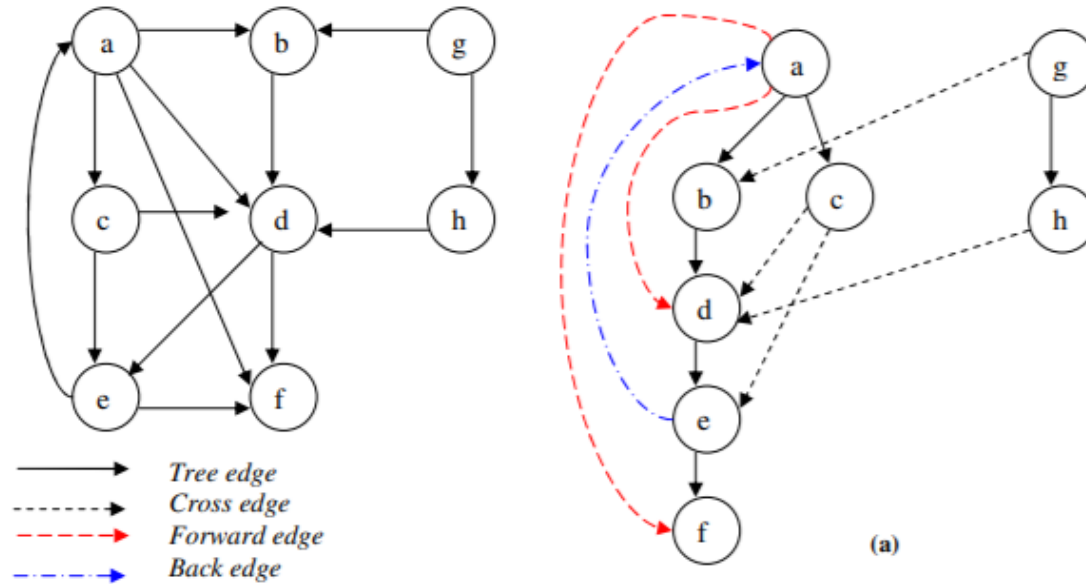 a b g
c d h
e f
Tree edge
Cross edge
Forward edge
Back edge
a g
b c h
d
e
f
(a)